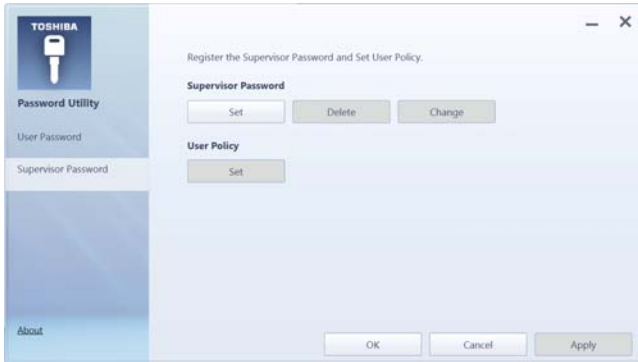 TOSHIBA
Password Utility
User Password
Supervisor Password
About
Register the Supervisor Password and Set User Policy.
Supervisor Password
Set Delete Change
User Policy
Set
OK Cancel Apply